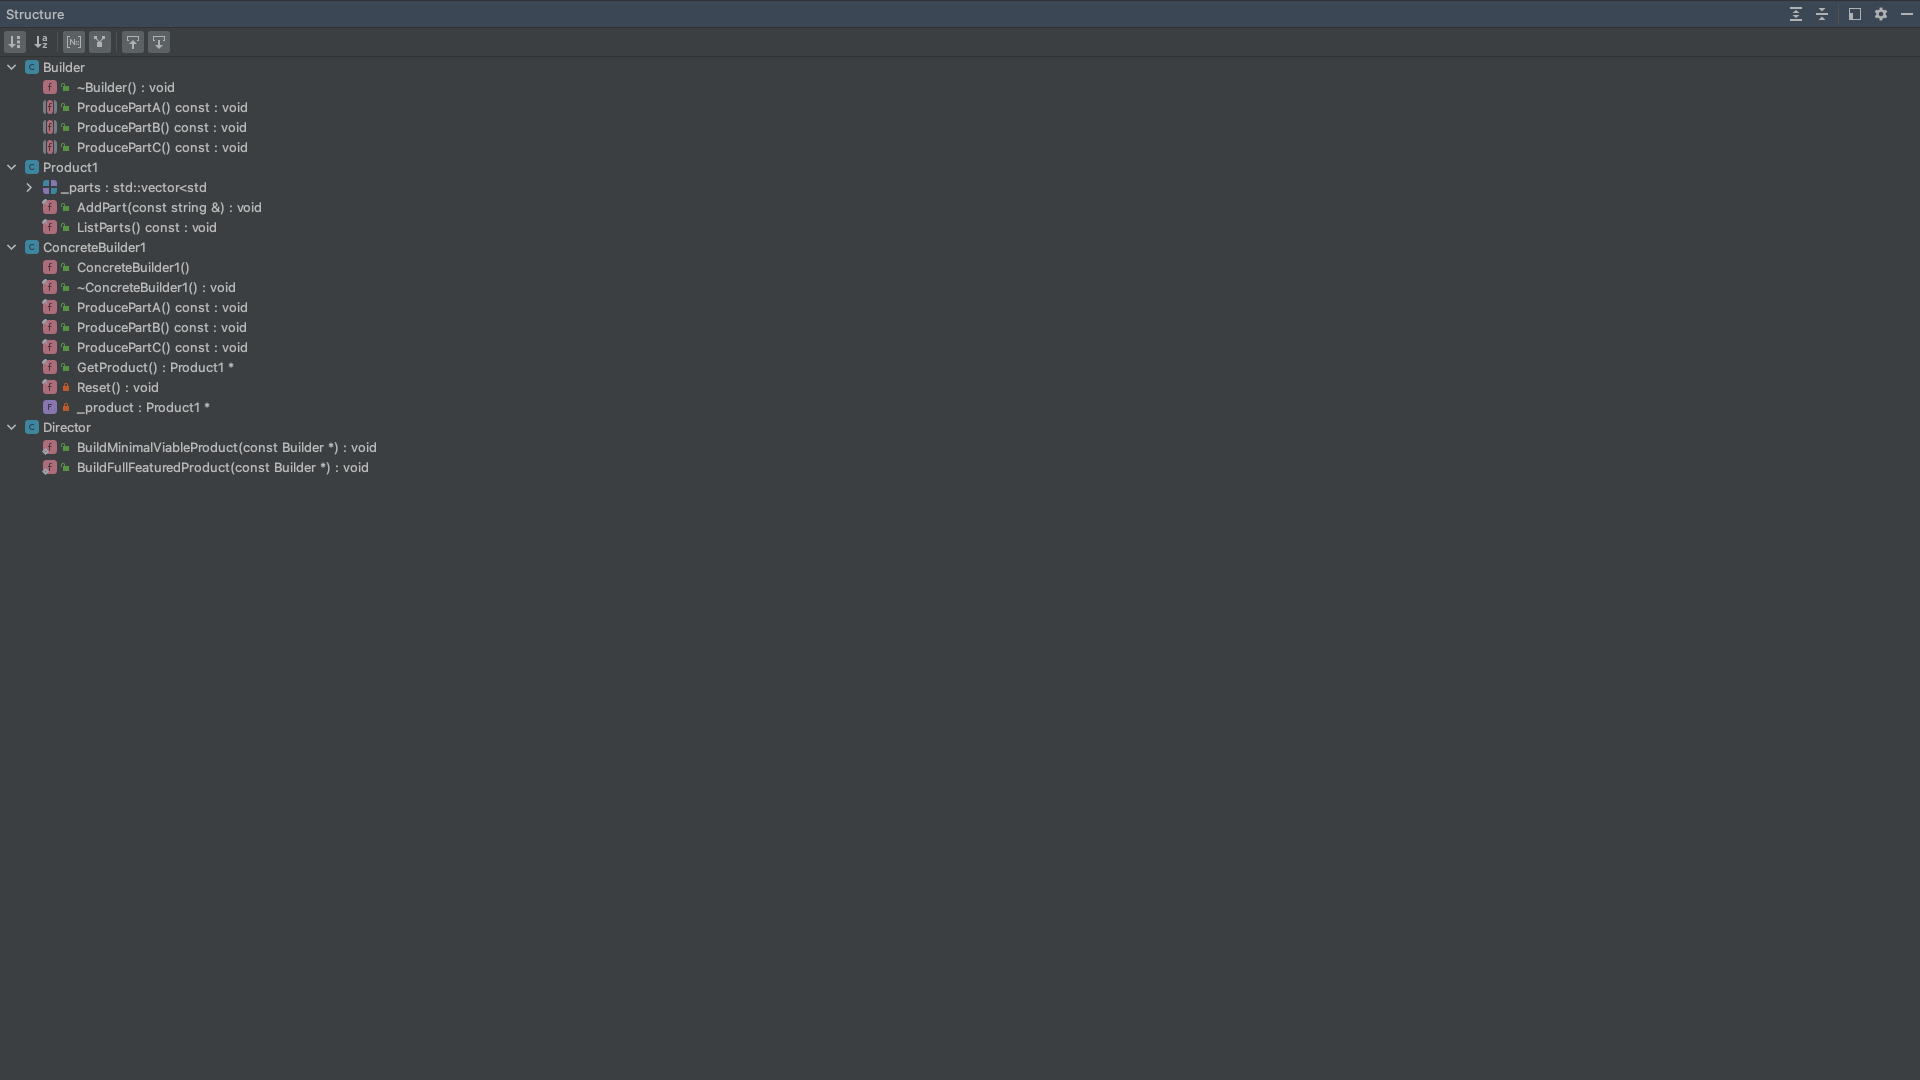 Structure
Builder
~Builder() : void
ProducePartA() const : void
ProducePartB() const : void
ProducePartC() const : void
Product1
_parts : std::vector<std
AddPart(const string &) : void
ListParts() const : void
ConcreteBuilder1
ConcreteBuilder1()
~ConcreteBuilder1() : void
ProducePartA() const : void
ProducePartB() const : void
ProducePartC() const : void
GetProduct() : Product1 *
Reset() : void
_product : Product1 *
Director
BuildMinimalViableProduct(const Builder *) : void
BuildFullFeaturedProduct(const Builder *) : void